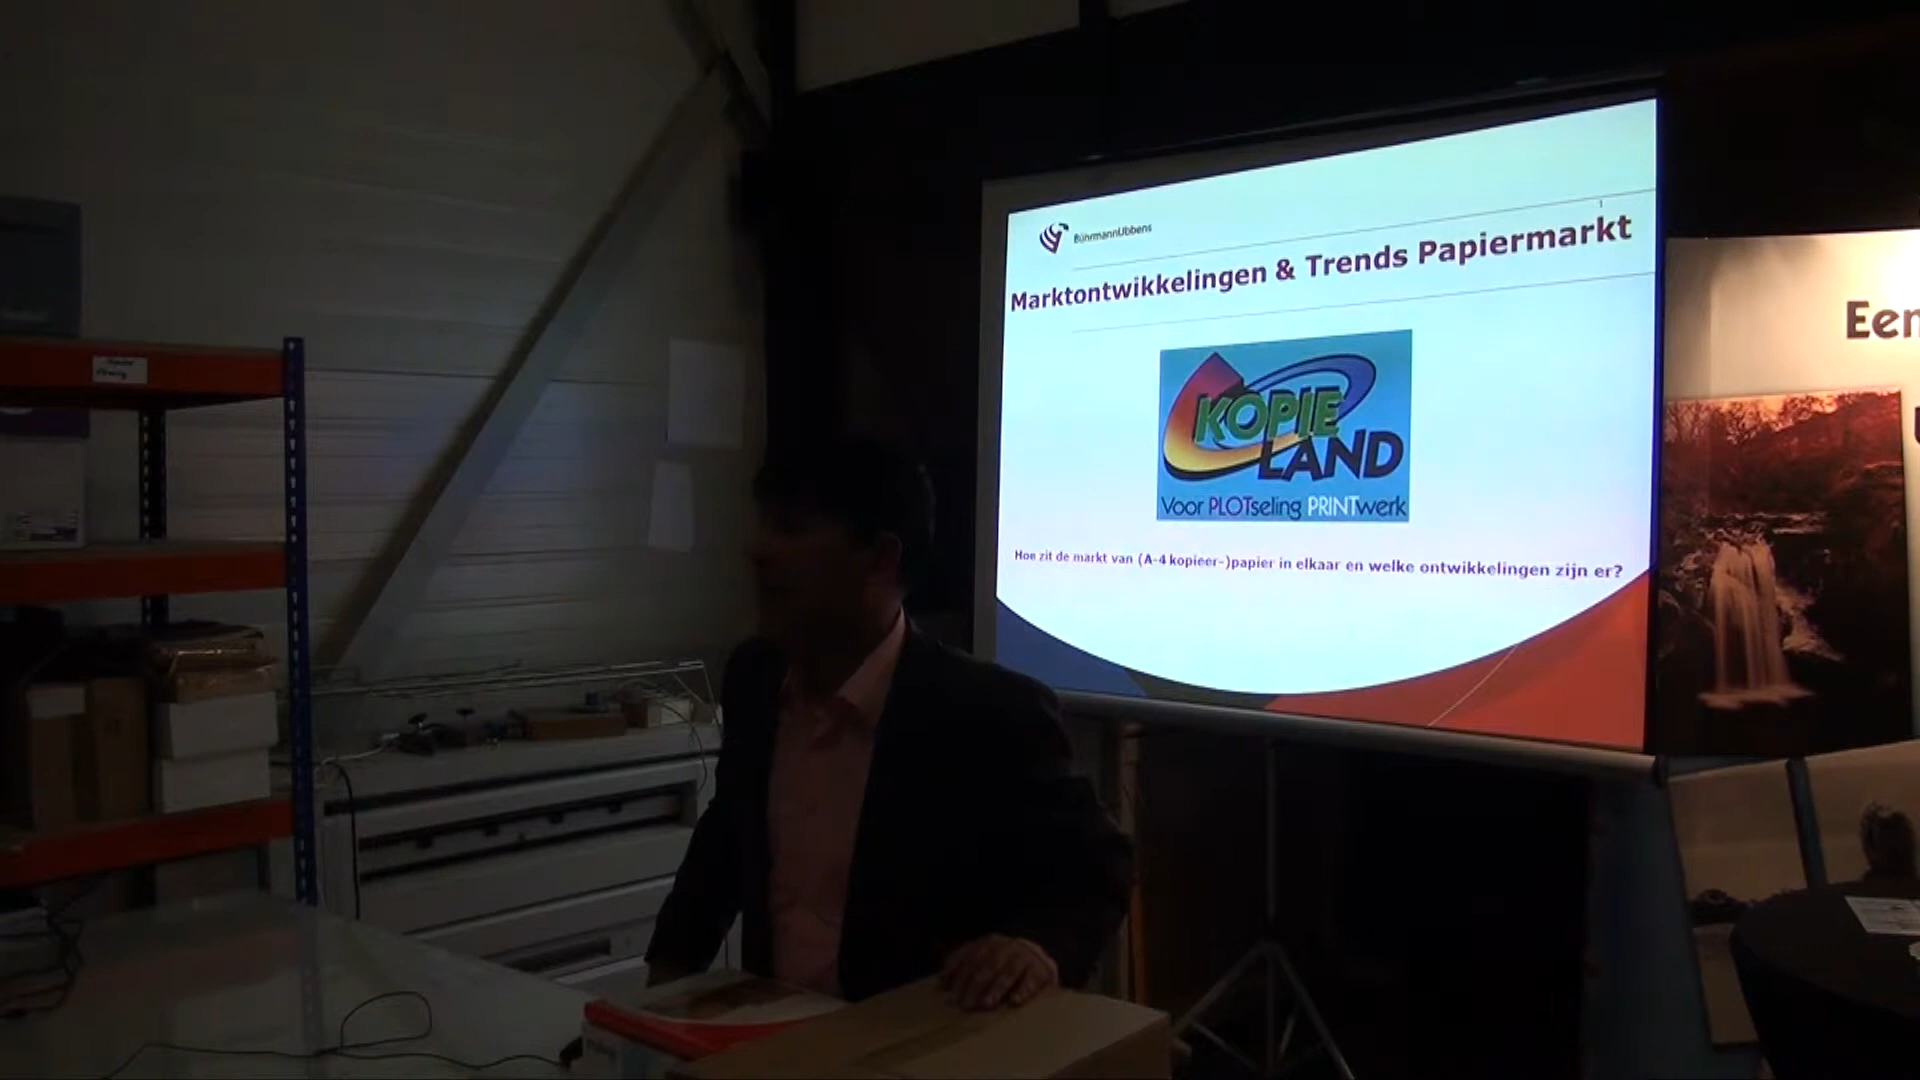 BührmannUbbens
1
Marktontwikkelingen & Trends Papiermarkt
KOPIE
LAND
Voor PLOTseling PRINTwerk
Hoe zit de markt van (A-4 kopieer-)papier in elkaar en welke ontwikkelingen zijn er?
Een